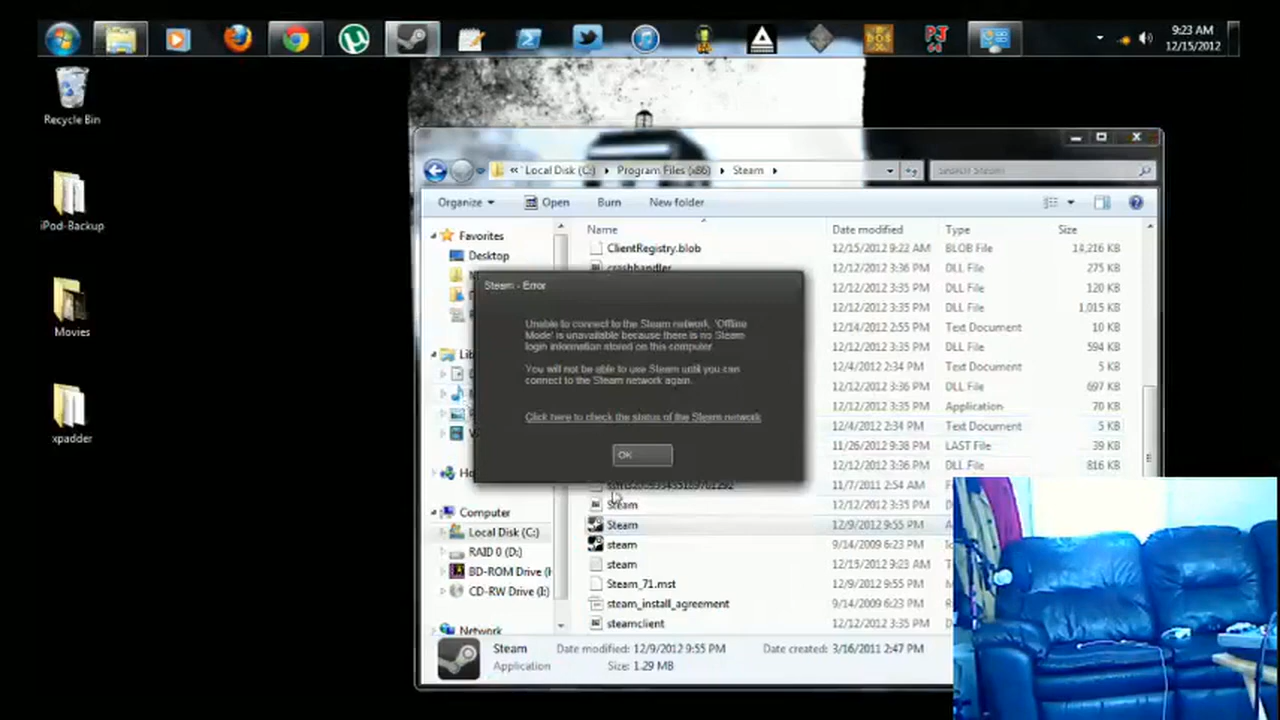 9:23 AM
12/15/2012
Recycle Bin
iPod-Backup
Movies
xpadder
« Local Disk (C:) ▸ Program Files (x86) ▸ Steam ▸
Search Steam
Organize
Open
Burn
New folder
Name
Date modified
Type
Size
Favorites
Desktop
Lib
Computer
Local Disk (C:)
RAID 0 (D:)
BD-ROM Drive (
CD-RW Drive (I:)
Network
ClientRegistry.blob 12/15/2012 9:22 AM BLOB File 14,216 KB
crashhandler 12/12/2012 3:36 PM DLL File 275 KB
12/12/2012 3:35 PM DLL File 120 KB
12/12/2012 3:35 PM DLL File 1,015 KB
12/14/2012 2:55 PM Text Document 10 KB
12/12/2012 3:35 PM DLL File 594 KB
12/4/2012 2:34 PM Text Document 5 KB
12/12/2012 3:35 PM DLL File 697 KB
12/12/2012 3:35 PM Application 70 KB
12/4/2012 2:34 PM Text Document 5 KB
11/26/2012 9:38 PM LAST File 39 KB
12/12/2012 3:35 PM DLL File 816 KB
11/7/2011 2:54 AM
Steam
Steam 12/9/2012 9:55 PM
steam 9/14/2009 6:23 PM
steam 12/15/2012 9:23 AM
Steam_71.mst 12/9/2012 9:55 PM
steam_install_agreement 9/14/2009 6:23 PM
steamclient 12/12/2012 3:35 PM
Steam - Error
Unable to connect to the Steam network. 'Offline
Mode' is unavailable because there is no Steam
login information stored on this computer.
You will not be able to use Steam until you can
connect to the Steam network again.
Click here to check the status of the Steam network
OK
Steam Date modified: 12/9/2012 9:55 PM Date created: 3/16/2011 2:47 PM
Application Size: 1.29 MB